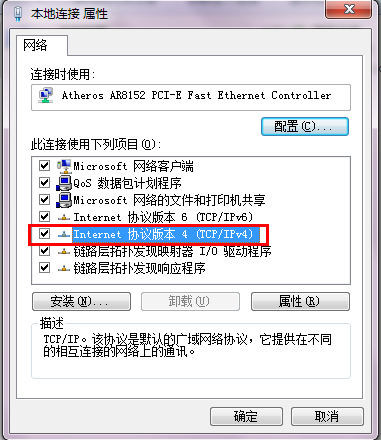 本地连接 属性
网络
连接时使用:
Atheros AR8152 PCI-E Fast Ethernet Controller
配置(C)...
此连接使用下列项目(O):
Microsoft 网络客户端
QoS 数据包计划程序
Microsoft 网络的文件和打印机共享
Internet 协议版本 6 (TCP/IPv6)
Internet 协议版本 4 (TCP/IPv4)
链路层拓扑发现映射器 I/O 驱动程序
链路层拓扑发现响应程序
安装(N)... 卸载(U) 属性(R)
描述
TCP/IP。该协议是默认的广域网络协议，它提供在不同
的相互连接的网络上的通讯。
确定 取消